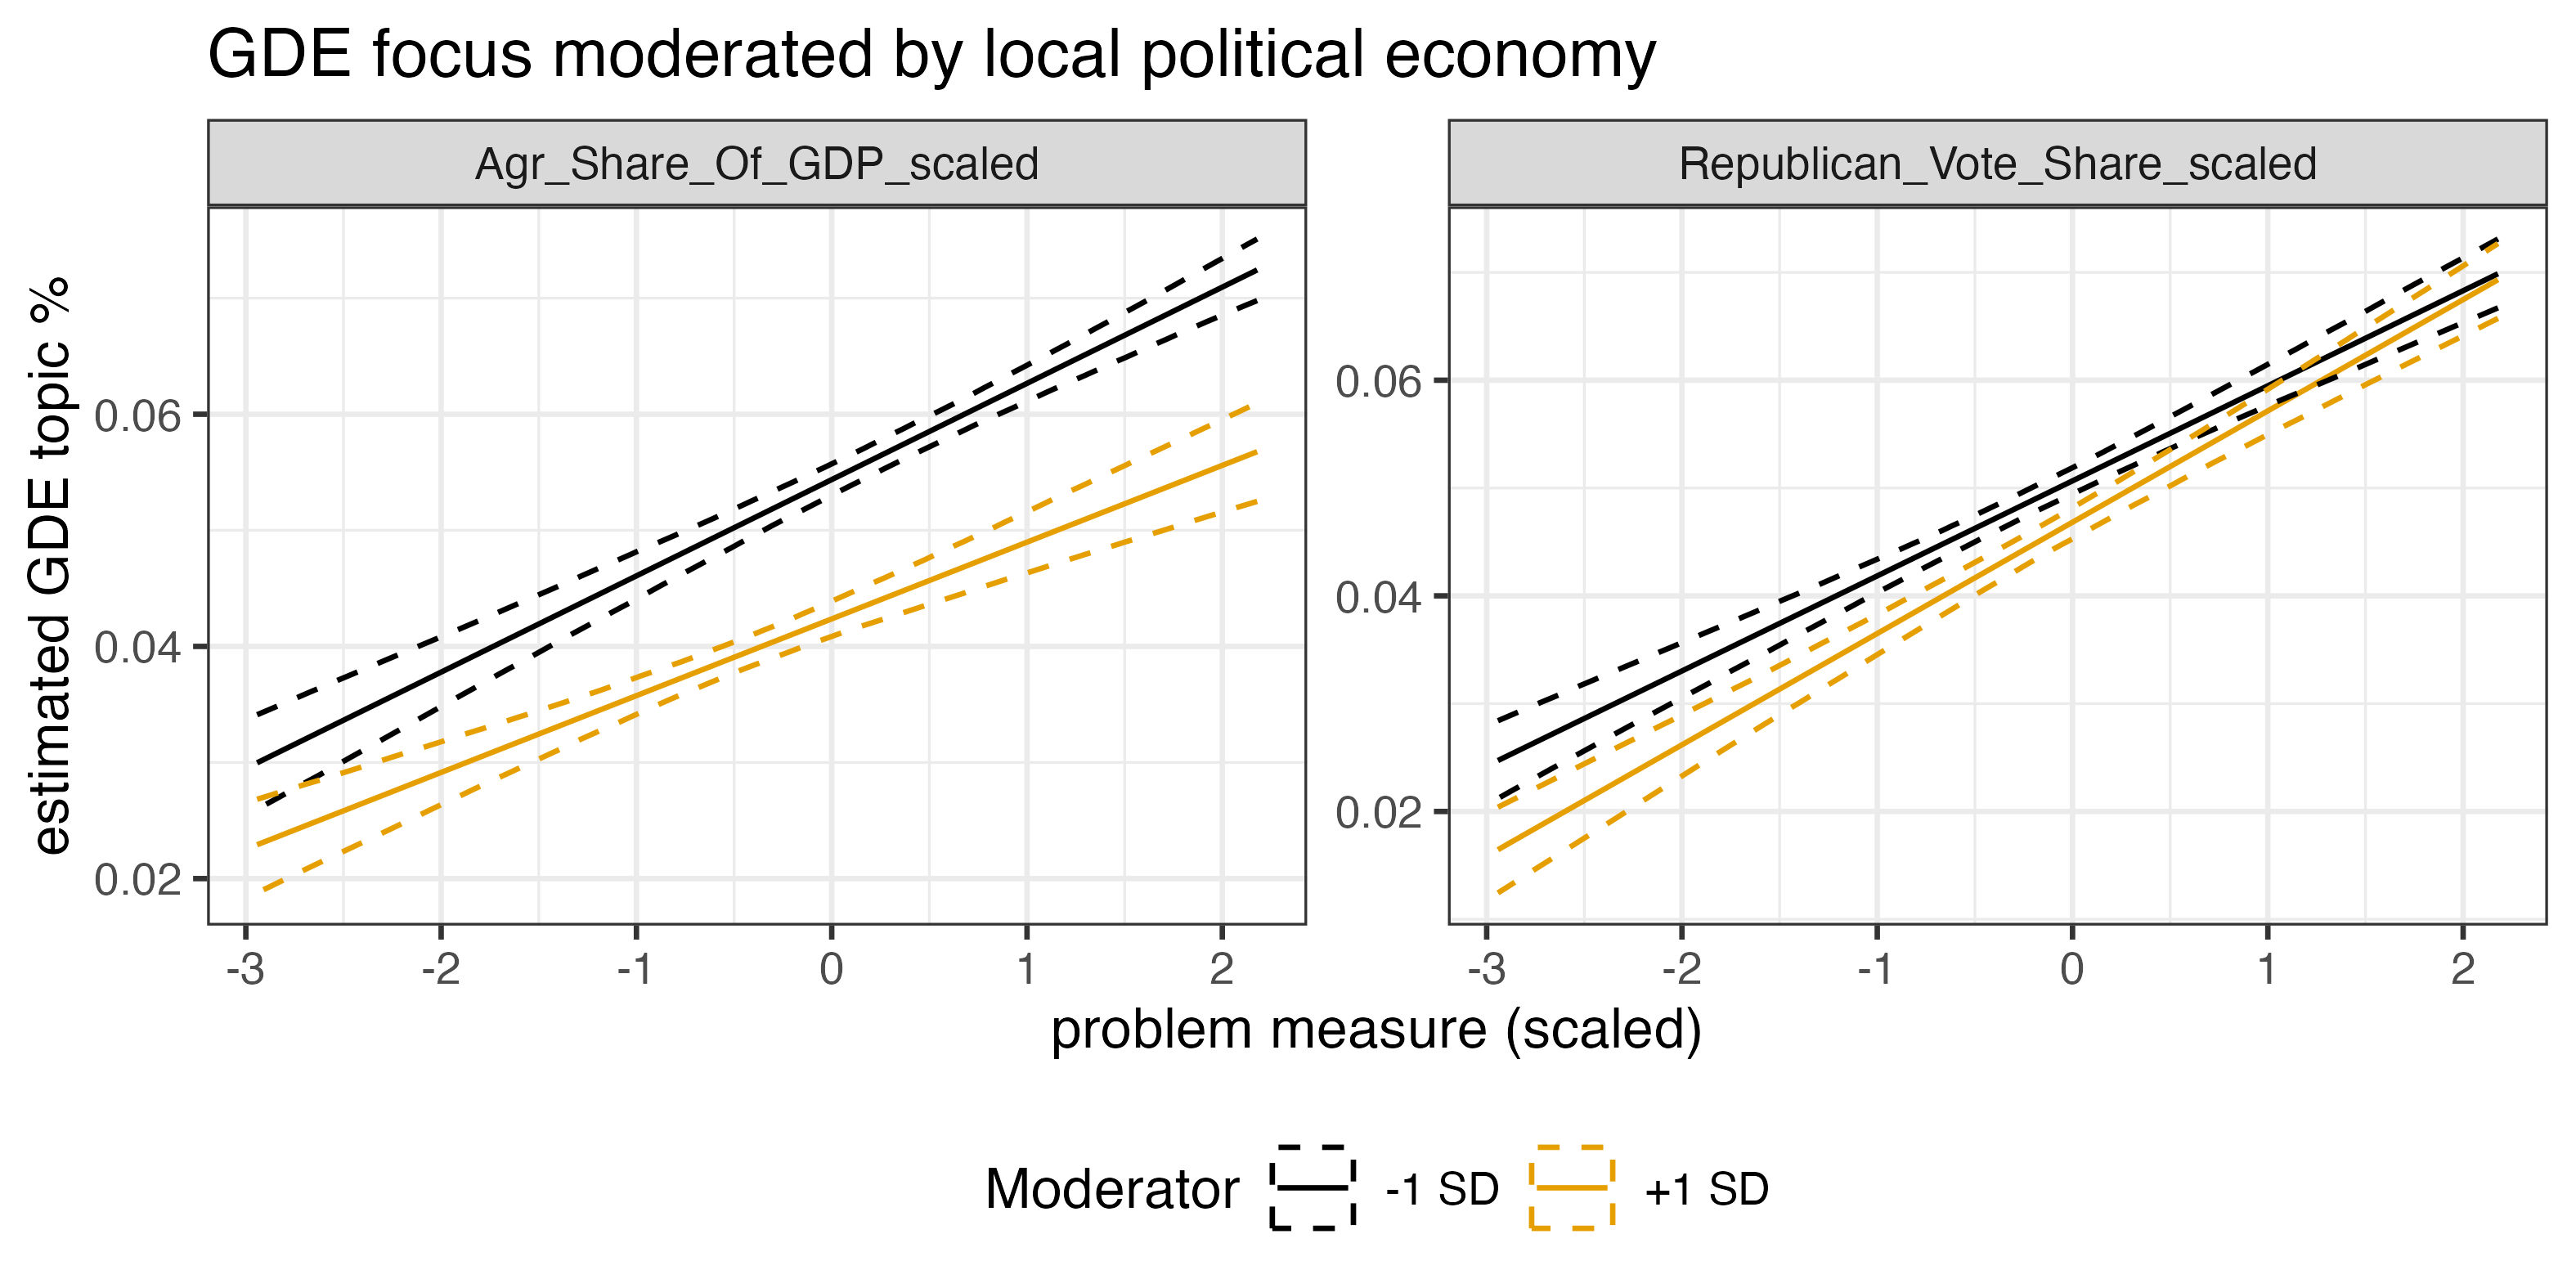 GDE focus moderated by local political economy
Agr_Share_Of_GDP_scaled
Republican_Vote_Share_scaled
estimated GDE topic %
0.06
0.04
0.02
0.06
0.04
0.02
-3 -2 -1 0 1 2
-3 -2 -1 0 1 2
problem measure (scaled)
Moderator -1 SD +1 SD